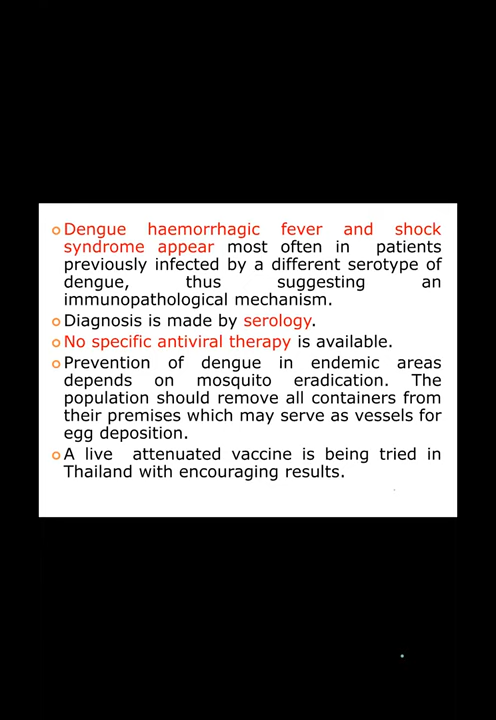 Dengue haemorrhagic fever and shock
syndrome appear most often in patients
previously infected by a different serotype of
dengue, thus suggesting an
immunopathological mechanism.
Diagnosis is made by serology.
No specific antiviral therapy is available.
Prevention of dengue in endemic areas
depends on mosquito eradication. The
population should remove all containers from
their premises which may serve as vessels for
egg deposition.
A live attenuated vaccine is being tried in
Thailand with encouraging results.